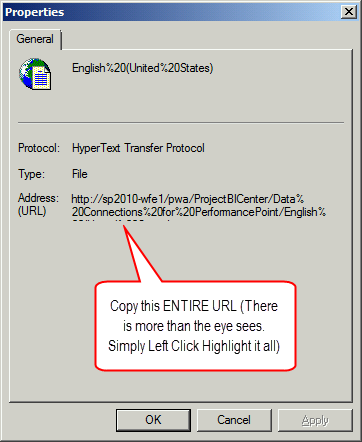 Properties
General
English%20(United%20States)
Protocol: HyperText Transfer Protocol
Type: File
Address: http://sp2010-wfe1/pwa/ProjectBICenter/Data%
(URL) 20Connections%20for%20PerformancePoint/English%
Copy this ENTIRE URL (There
is more than the eye sees.
Simply Left Click Highlight it all)
OK Cancel Apply